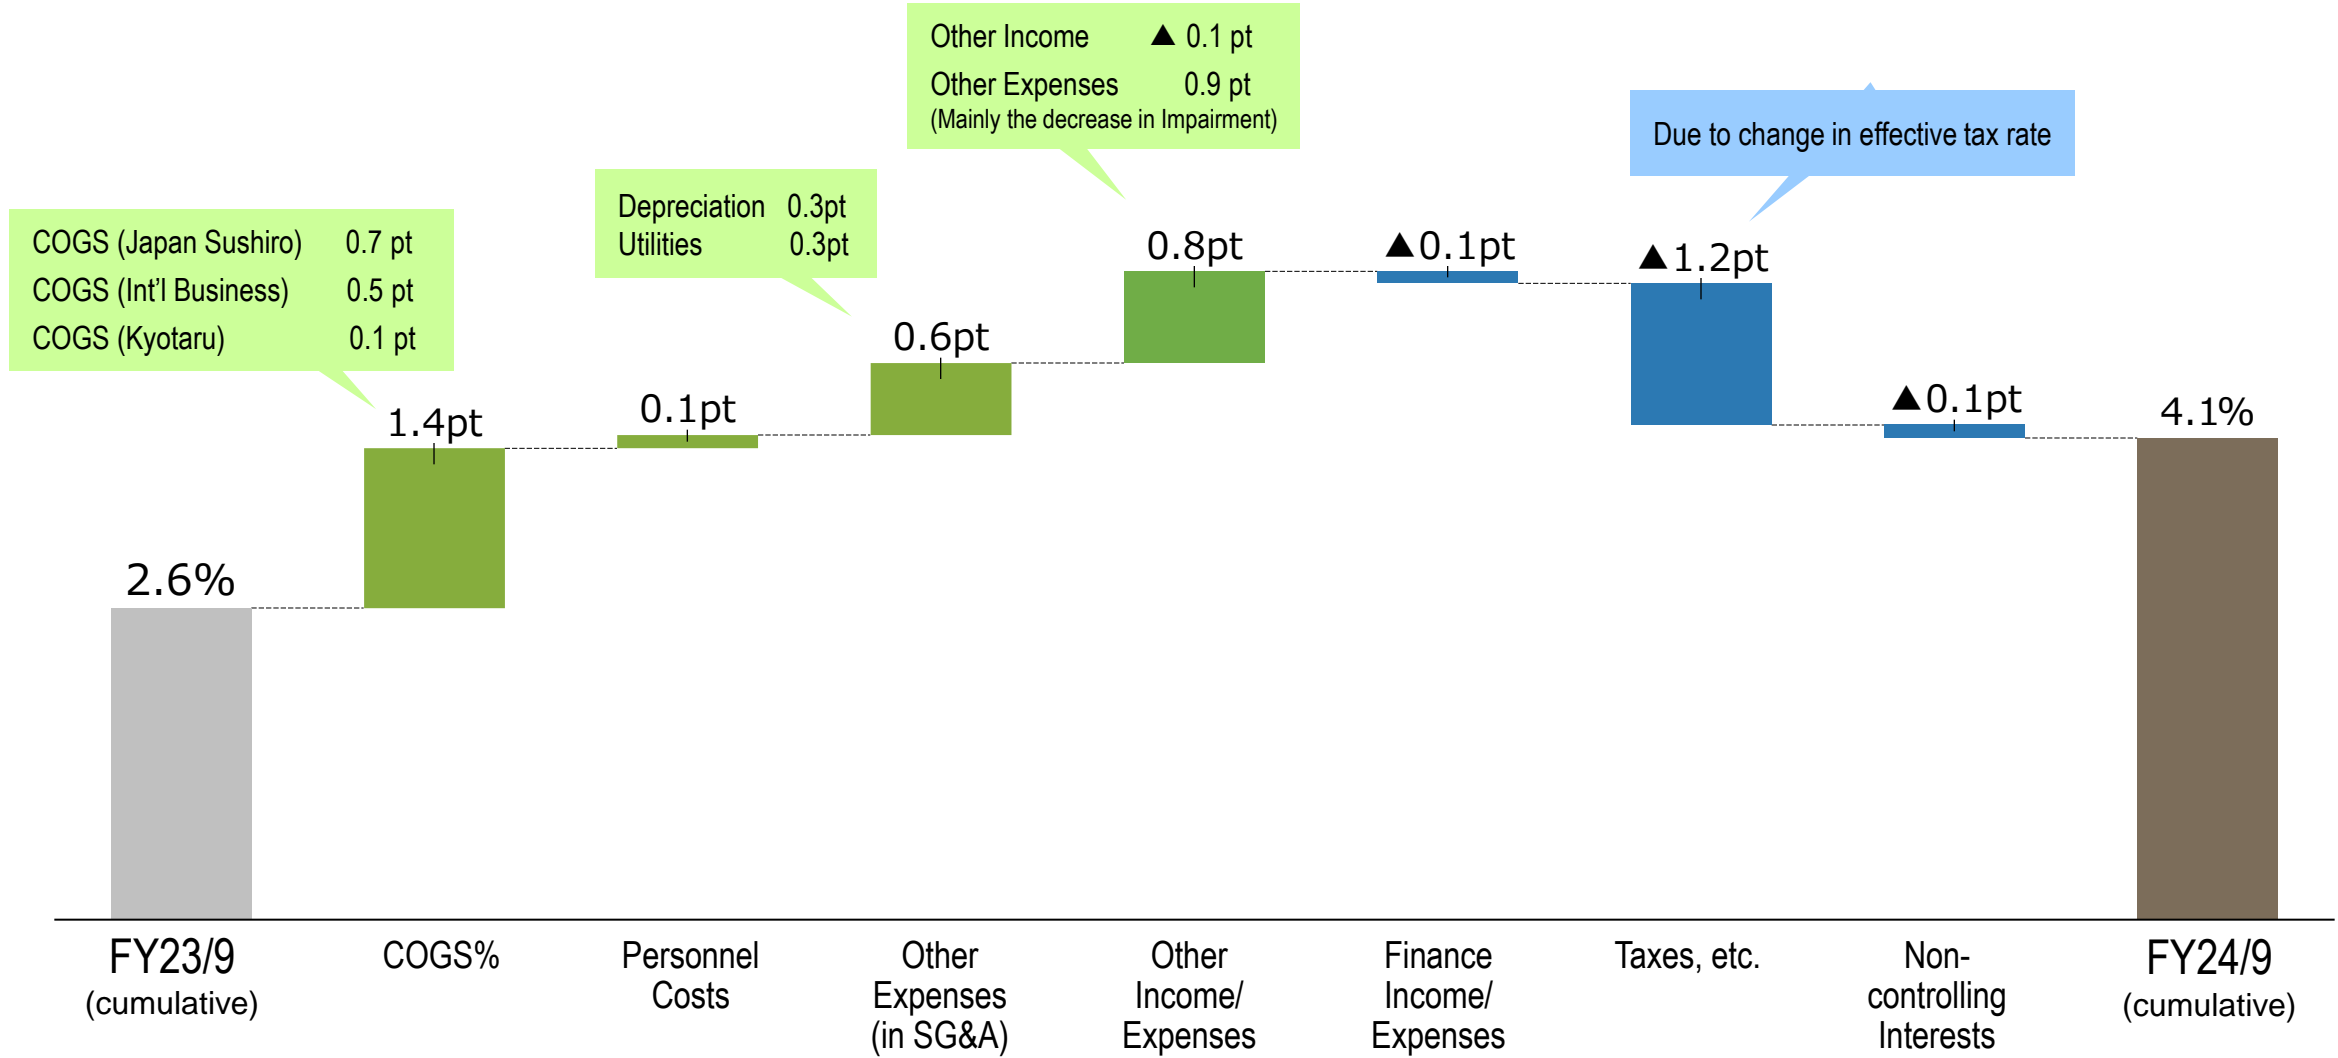 Other Income ▲ 0.1 pt
Other Expenses 0.9 pt
(Mainly the decrease in Impairment)
Due to change in effective tax rate
Depreciation 0.3pt
Utilities 0.3pt
COGS (Japan Sushiro) 0.7 pt
COGS (Int’l Business) 0.5 pt
COGS (Kyotaru) 0.1 pt
2.6%
1.4pt
0.1pt
0.6pt
0.8pt
▲0.1pt
▲1.2pt
▲0.1pt
4.1%
FY23/9
(cumulative)
COGS%
Personnel
Costs
Other
Expenses
(in SG&A)
Other
Income/
Expenses
Finance
Income/
Expenses
Taxes, etc.
Non-
controlling
Interests
FY24/9
(cumulative)